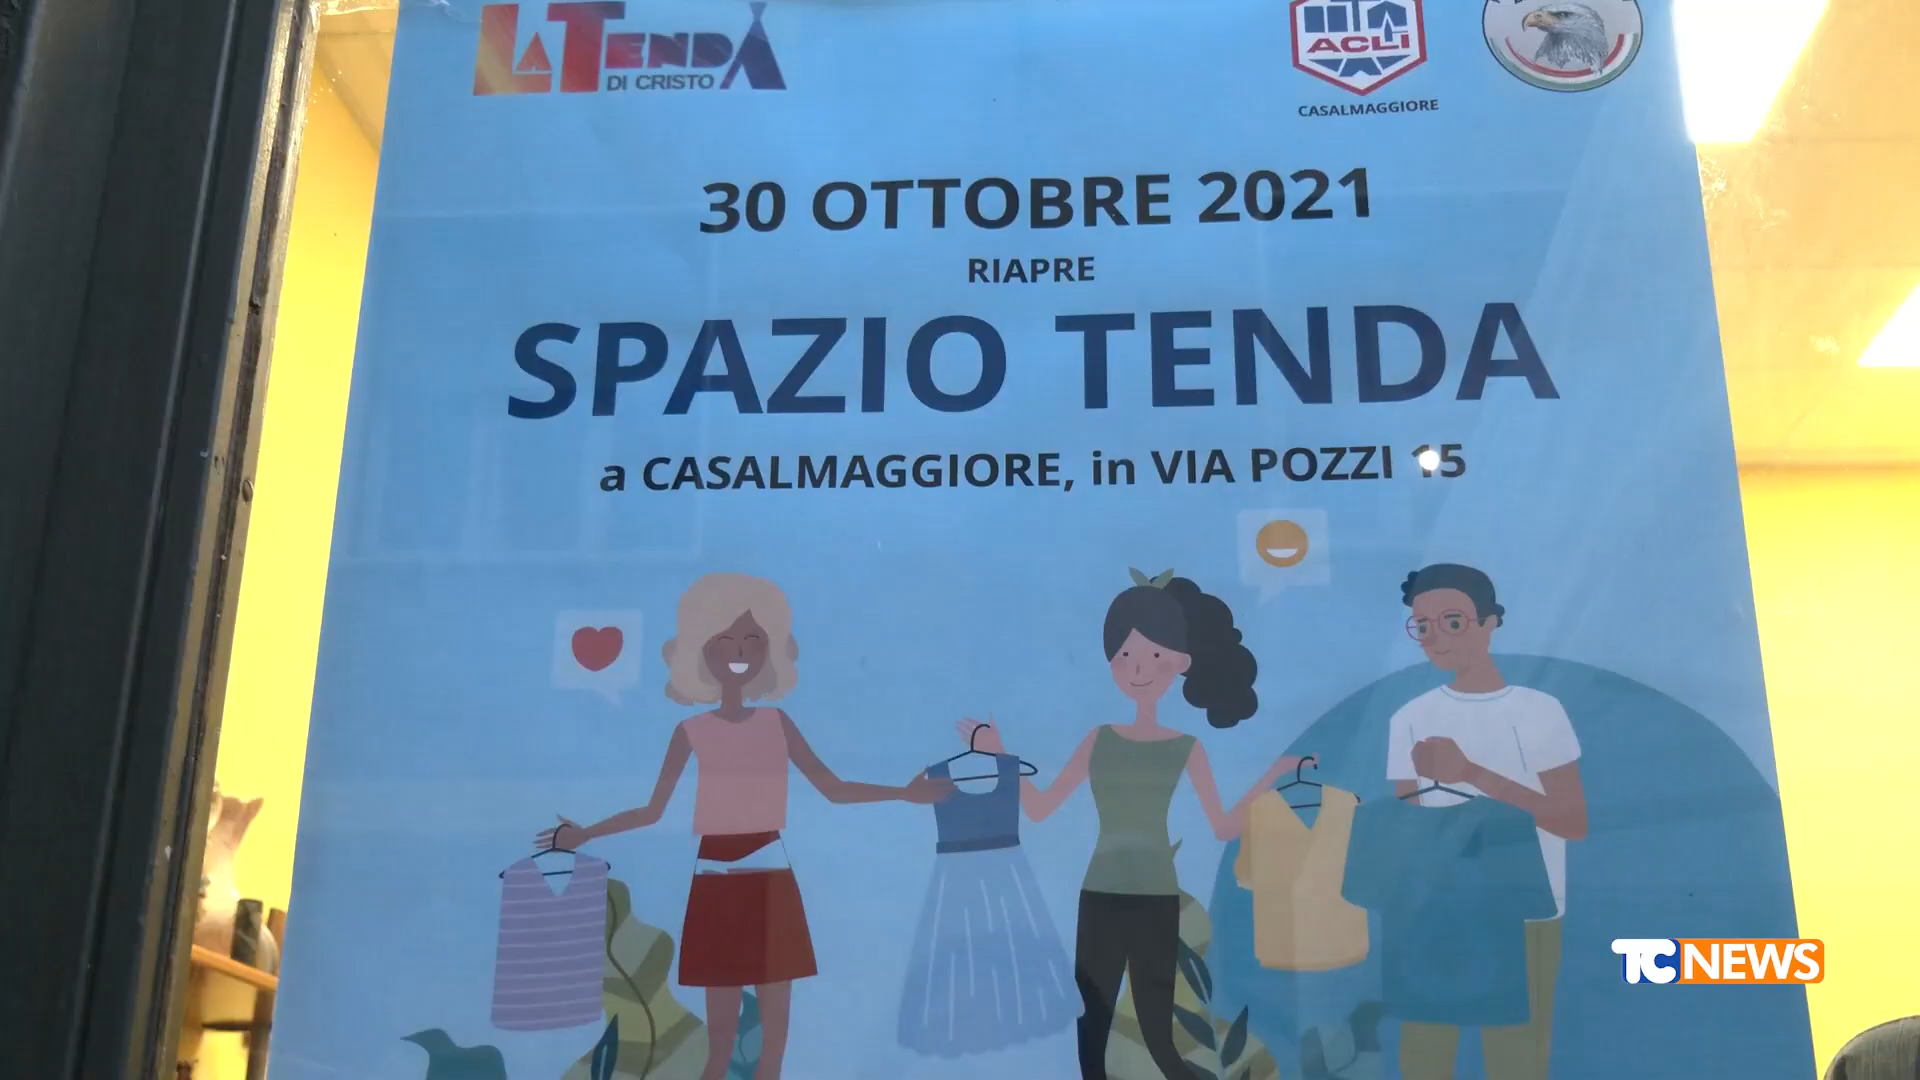 LA TENDA
DI CRISTO
ACLI
CASALMAGGIORE
30 OTTOBRE 2021
RIAPRE
SPAZIO TENDA
a CASALMAGGIORE, in VIA POZZI 15
TC NEWS